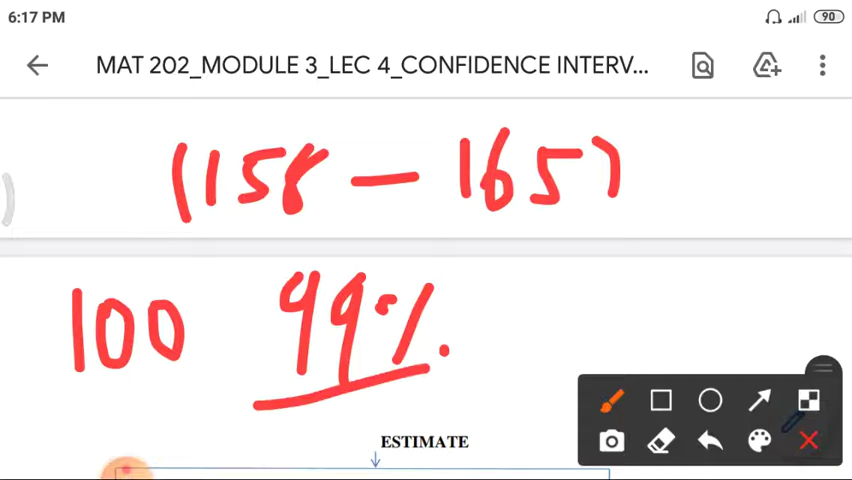 6:17 PM
90
MAT 202_MODULE 3_LEC 4_CONFIDENCE INTERV...
(158 – 165)
100 99%.
ESTIMATE